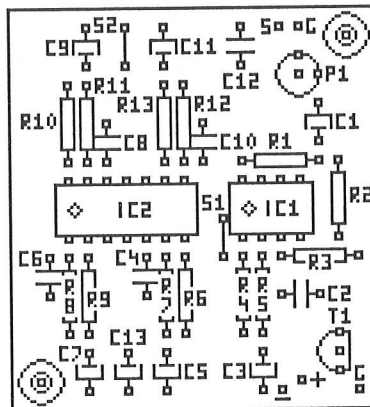 S2
S G
C9
C11
C12
P1
R11
R13
R12
R10
C8
C10
C1
R1
IC2
S1
IC1
R2
C6
C4
R3
R8
R9
R7
R6
R4
R5
C2
T1
C7
C13
C5
C3
- +
G